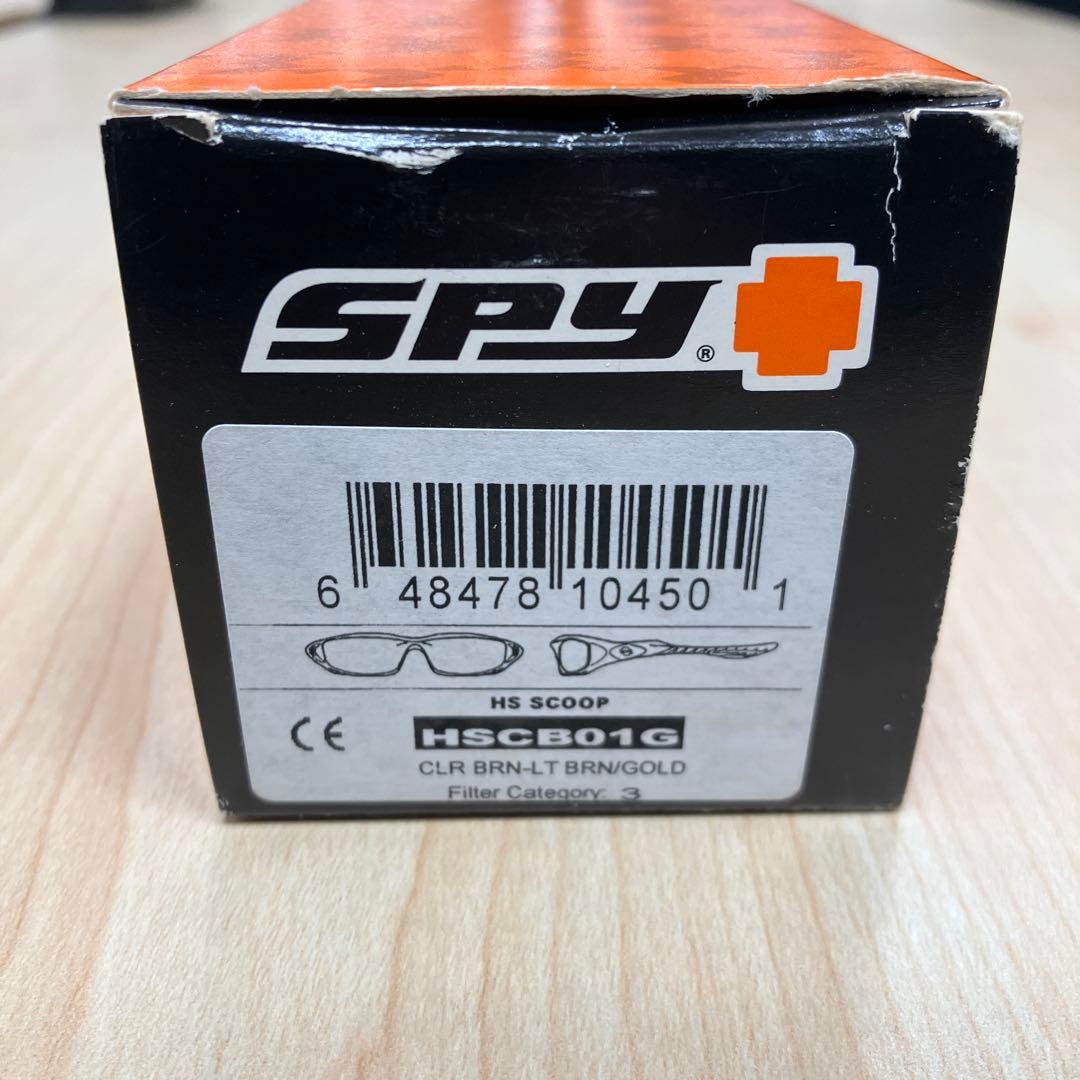 SPY ®
6 48478 10450 1
HS SCOOP
CE HSCB01G
CLR BRN-LT BRN/GOLD
Filter Category: 3